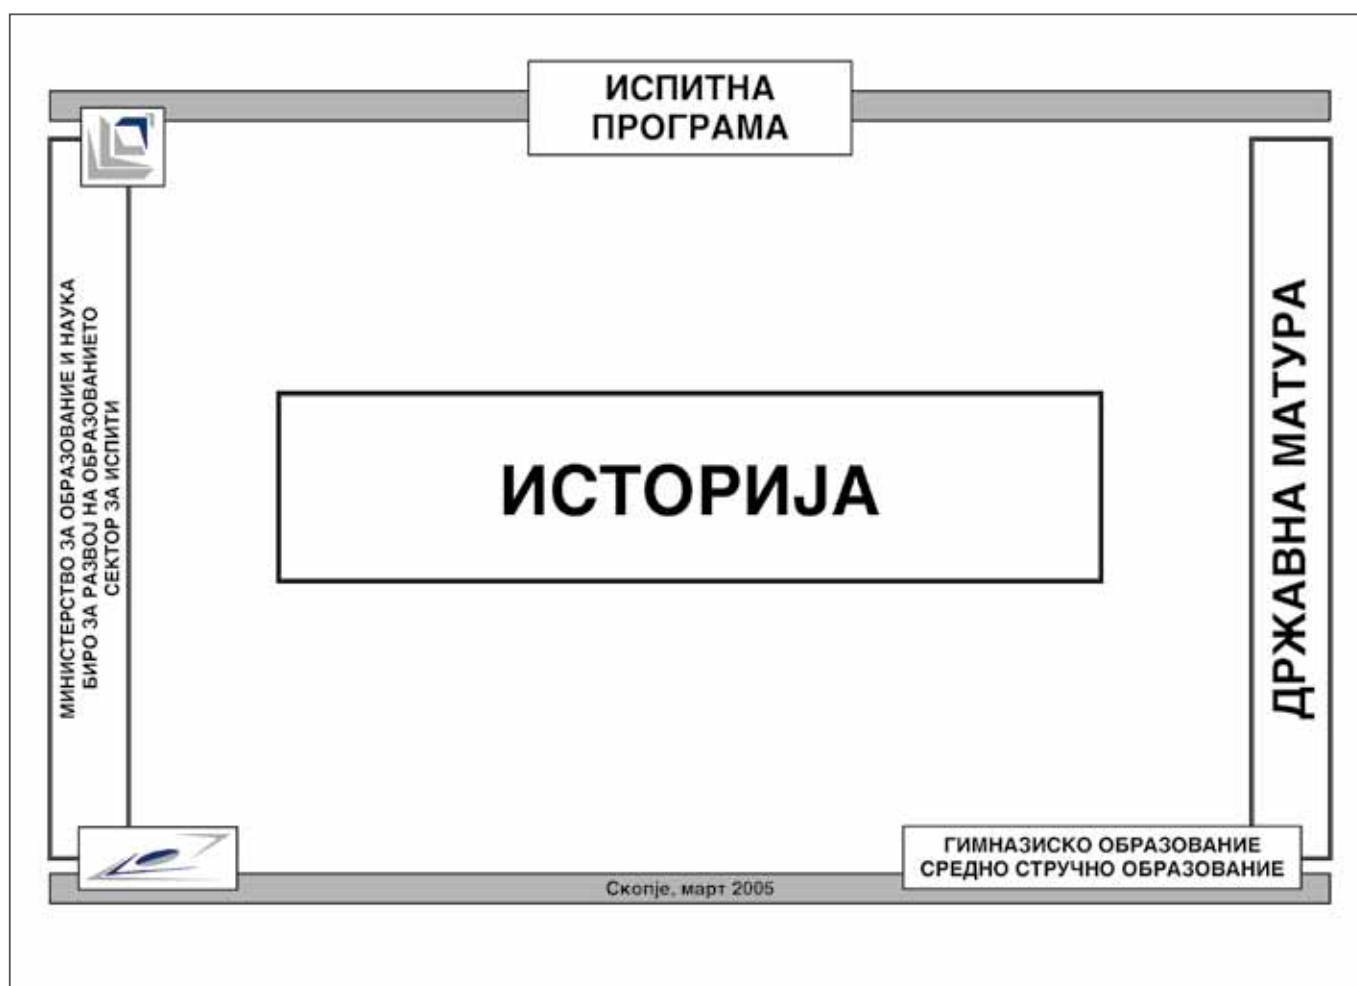 ИСПИТНА
ПРОГРАМА
МИНИСТЕРСТВО ЗА ОБРАЗОВАНИЕ И НАУКА
БИРО ЗА РАЗВОЈ НА ОБРАЗОВАНИЕТО
СЕКТОР ЗА ИСПИТИ
ИСТОРИЈА
ДРЖАВНА МАТУРА
ГИМНАЗИСКО ОБРАЗОВАНИЕ
СРЕДНО СТРУЧНО ОБРАЗОВАНИЕ
Скопје, март 2005